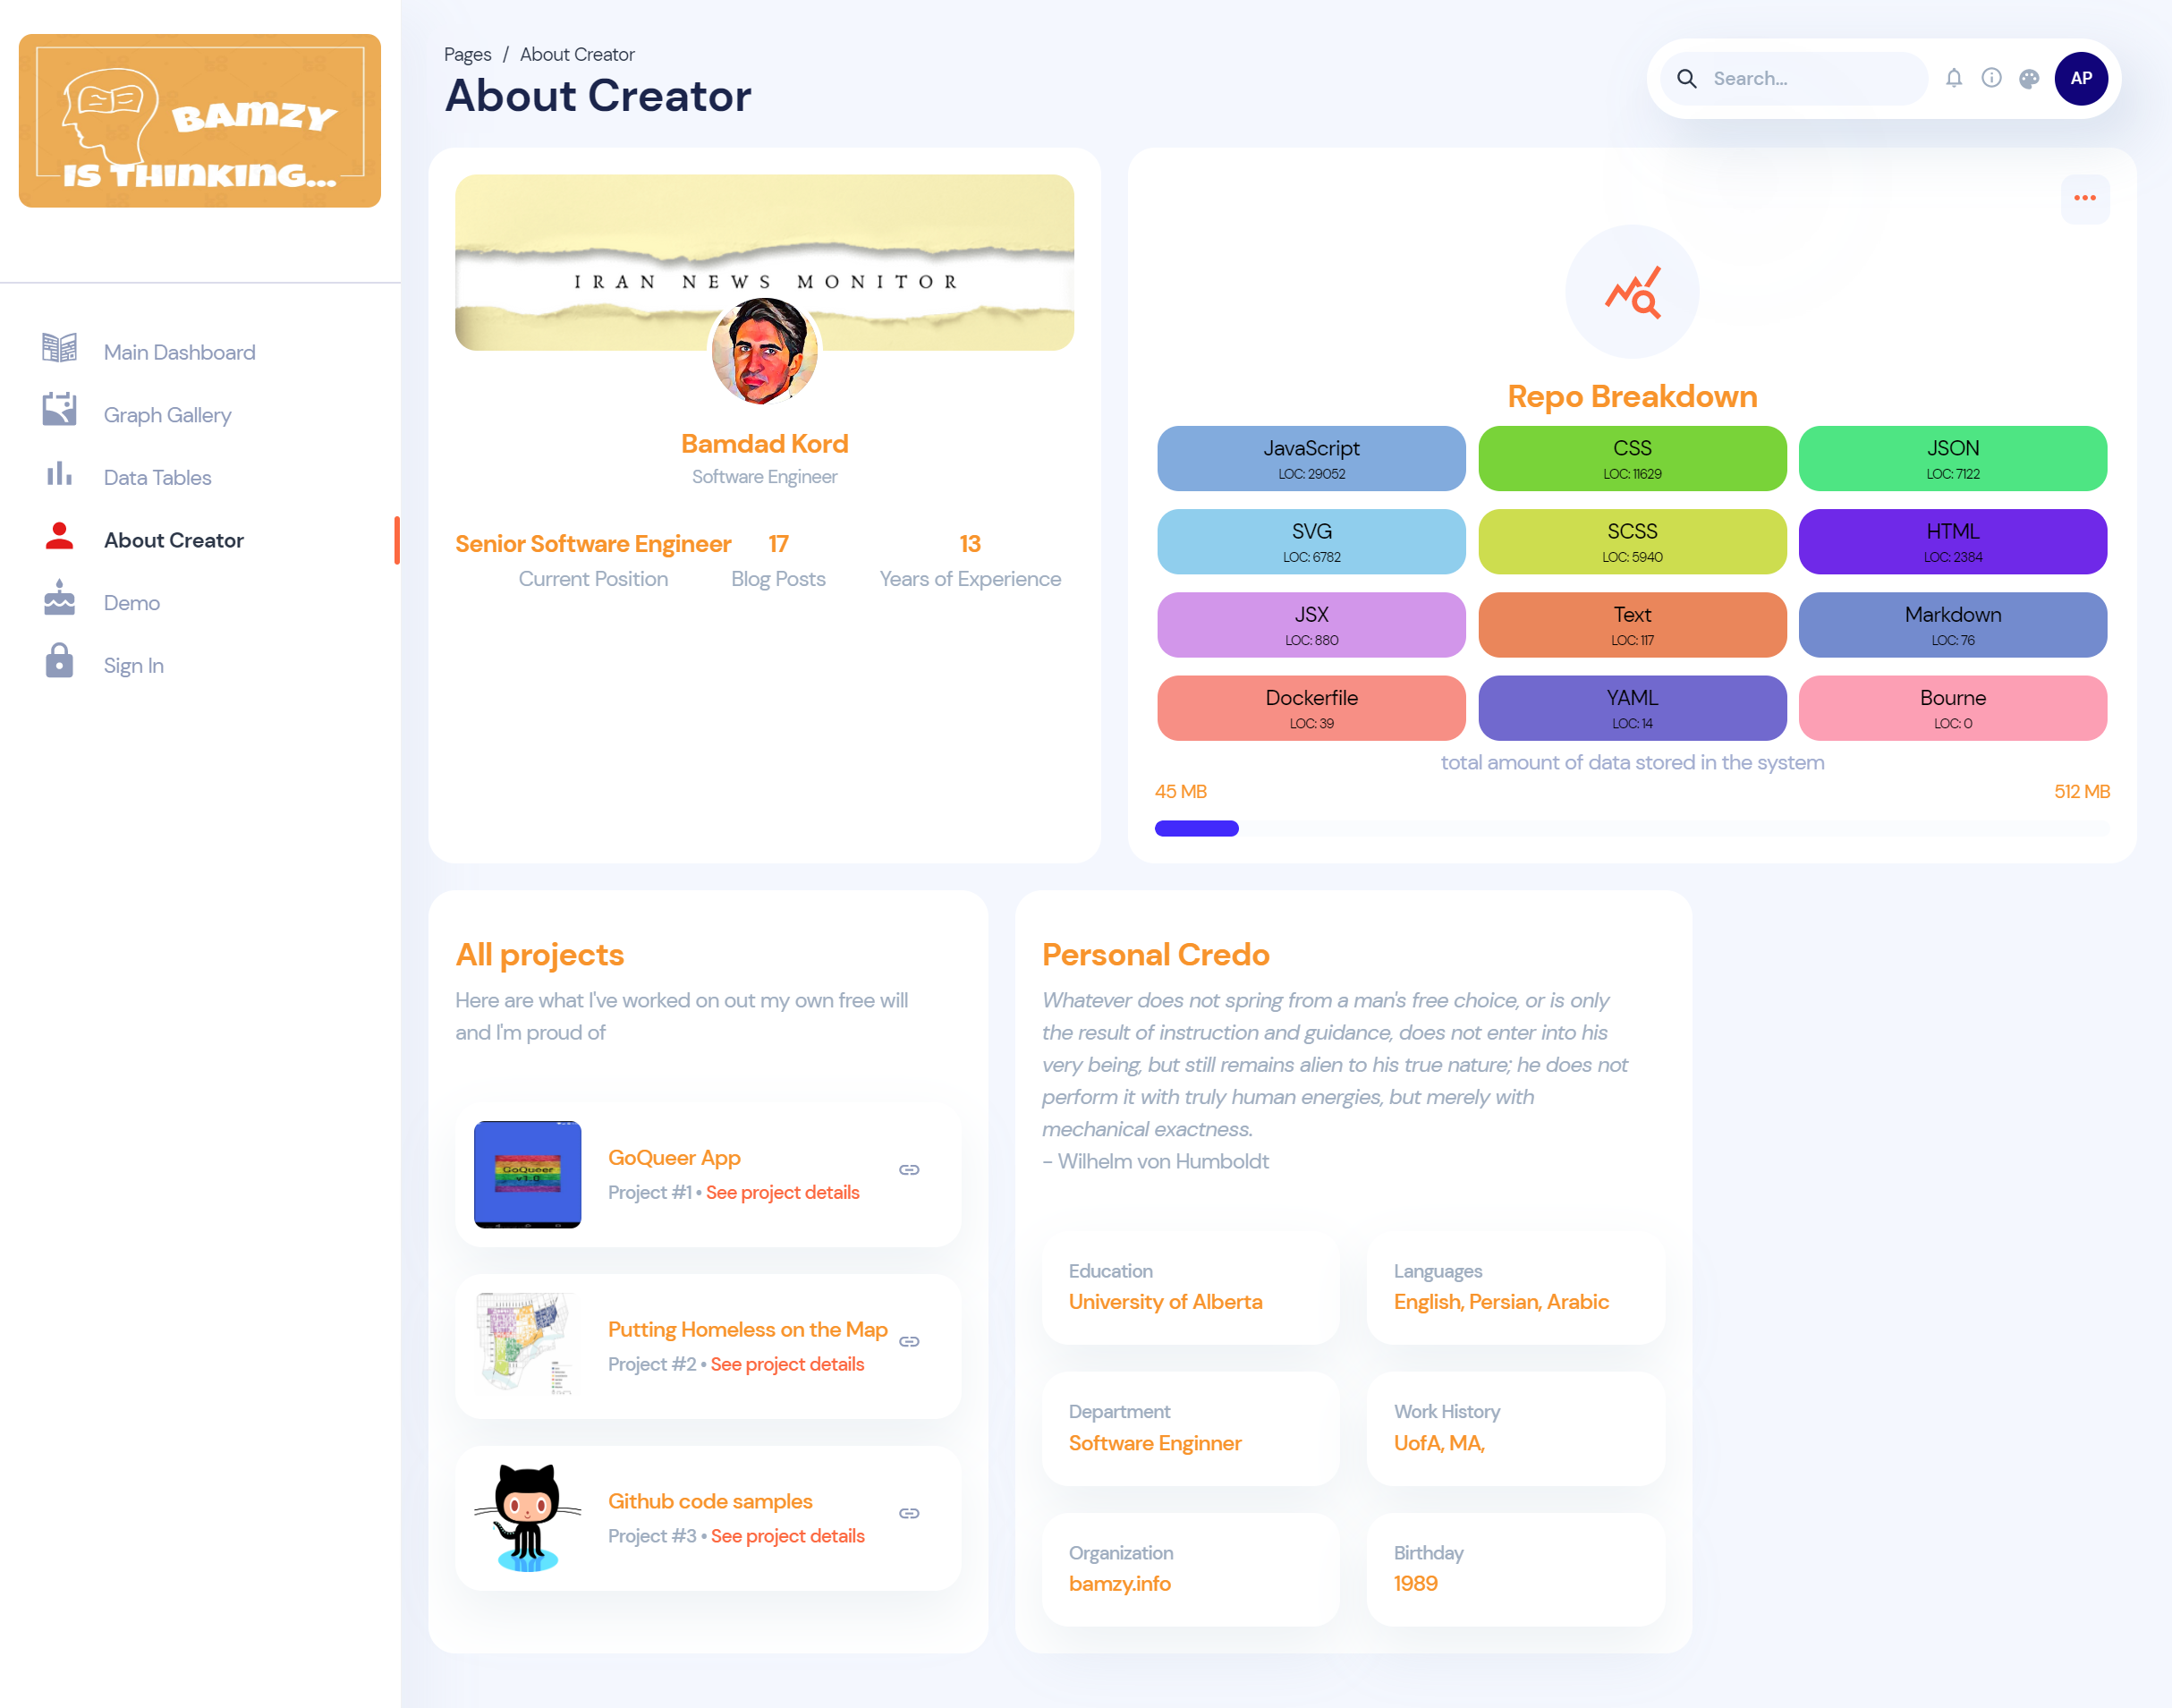 BAMZY
IS THINKING...
Main Dashboard
Graph Gallery
Data Tables
About Creator
Demo
Sign In
Pages / About Creator
About Creator
Search...
AP
IRAN NEWS MONITOR
Bamdad Kord
Software Engineer
Senior Software Engineer
Current Position
17
Blog Posts
13
Years of Experience
Repo Breakdown
JavaScript
LOC: 29052
CSS
LOC: 11629
JSON
LOC: 7122
SVG
LOC: 6782
SCSS
LOC: 5940
HTML
LOC: 2384
JSX
LOC: 880
Text
LOC: 117
Markdown
LOC: 76
Dockerfile
LOC: 39
YAML
LOC: 14
Bourne
LOC: 0
total amount of data stored in the system
45 MB
512 MB
All projects
Here are what I've worked on out my own free will
and I'm proud of
GoQueer
v1.0
GoQueer App
Project #1 • See project details
Putting Homeless on the Map
Project #2 • See project details
Github code samples
Project #3 • See project details
Personal Credo
Whatever does not spring from a man's free choice, or is only
the result of instruction and guidance, does not enter into his
very being, but still remains alien to his true nature; he does not
perform it with truly human energies, but merely with
mechanical exactness.
- Wilhelm von Humboldt
Education
University of Alberta
Languages
English, Persian, Arabic
Department
Software Enginner
Work History
UofA, MA,
Organization
bamzy.info
Birthday
1989